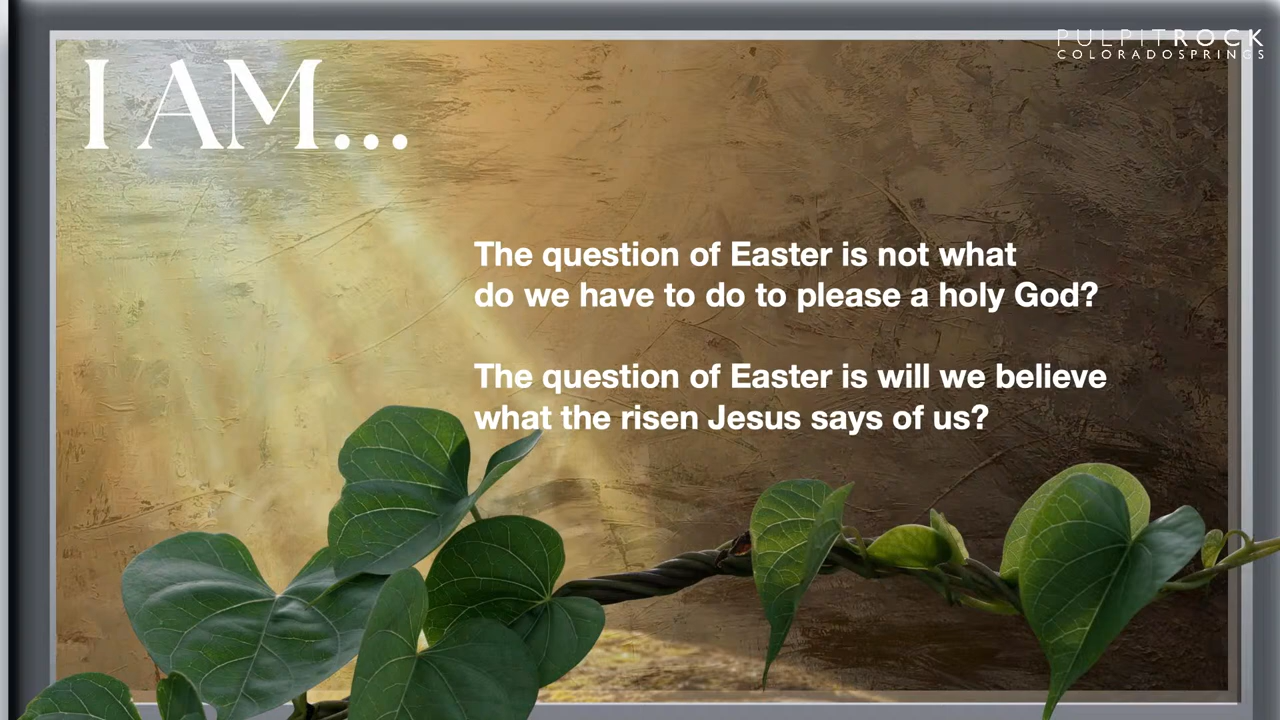 I AM...
PULPITROCK
COLORADOSPRINGS
The question of Easter is not what
do we have to do to please a holy God?
The question of Easter is will we believe
what the risen Jesus says of us?